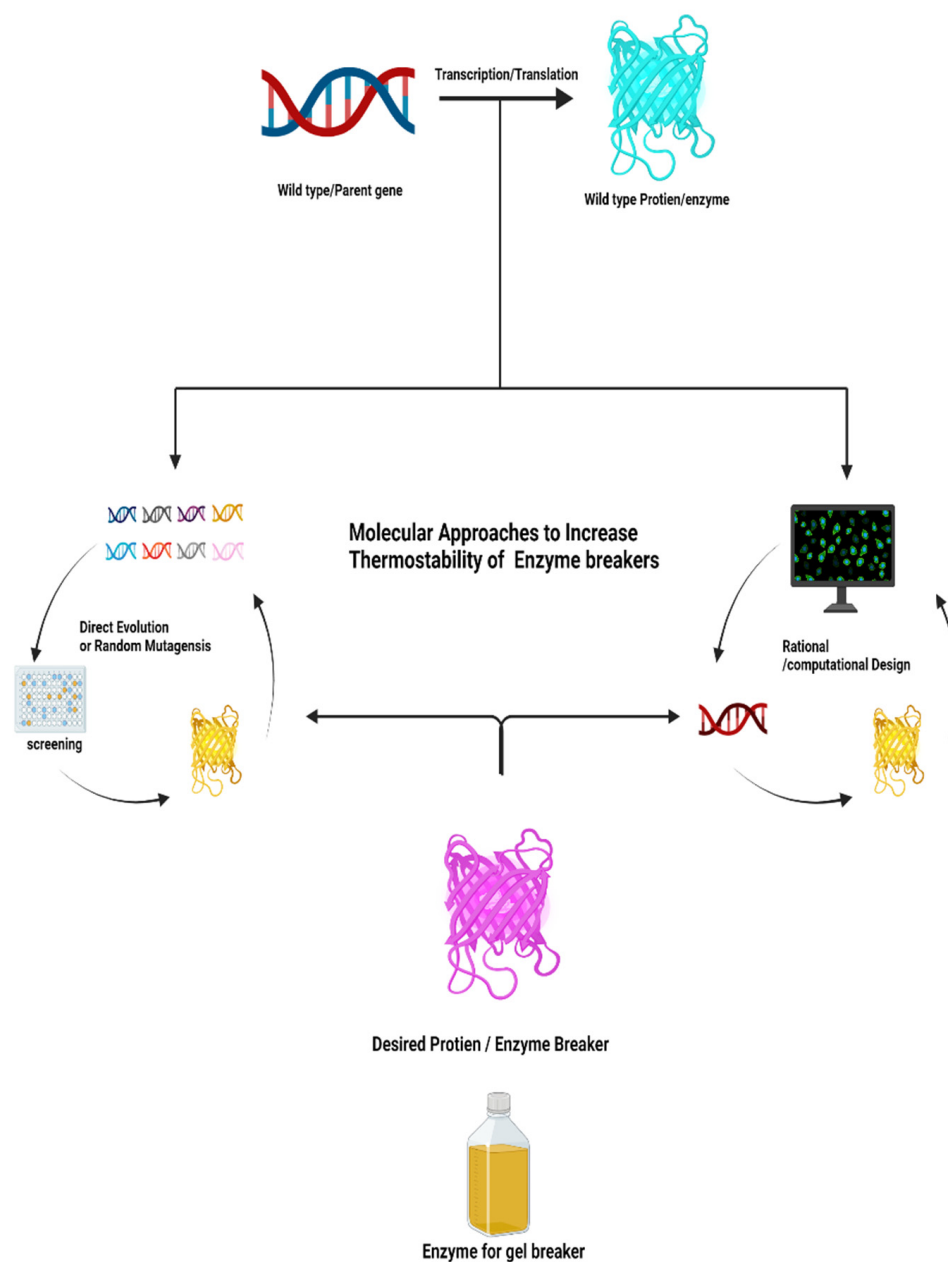 Transcription/Translation
Wild type/Parent gene
Wild type Protien/enzyme
Molecular Approaches to Increase
Thermostability of Enzyme breakers
Direct Evolution
or Random Mutagensis
Rational
/computational Design
screening
Desired Protien / Enzyme Breaker
Enzyme for gel breaker